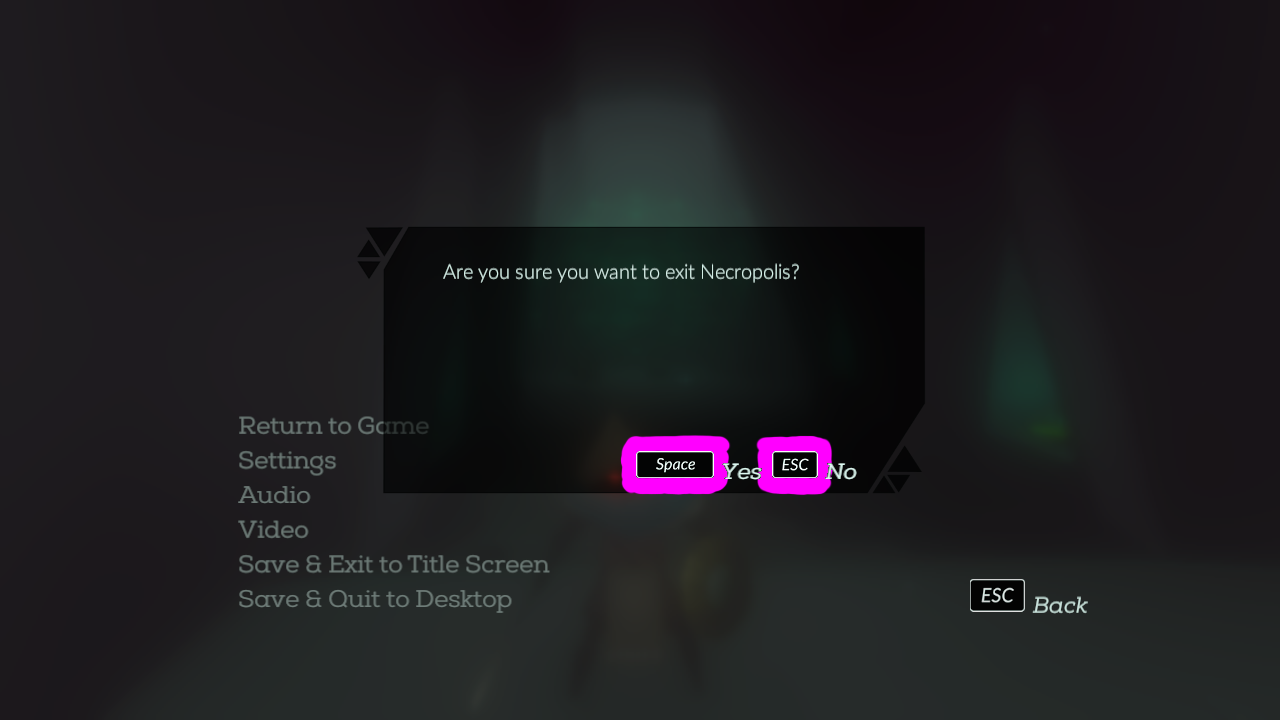 Are you sure you want to exit Necropolis?
Return to Game
Settings
Space Yes ESC No
Audio
Video
Save & Exit to Title Screen
Save & Quit to Desktop
ESC Back